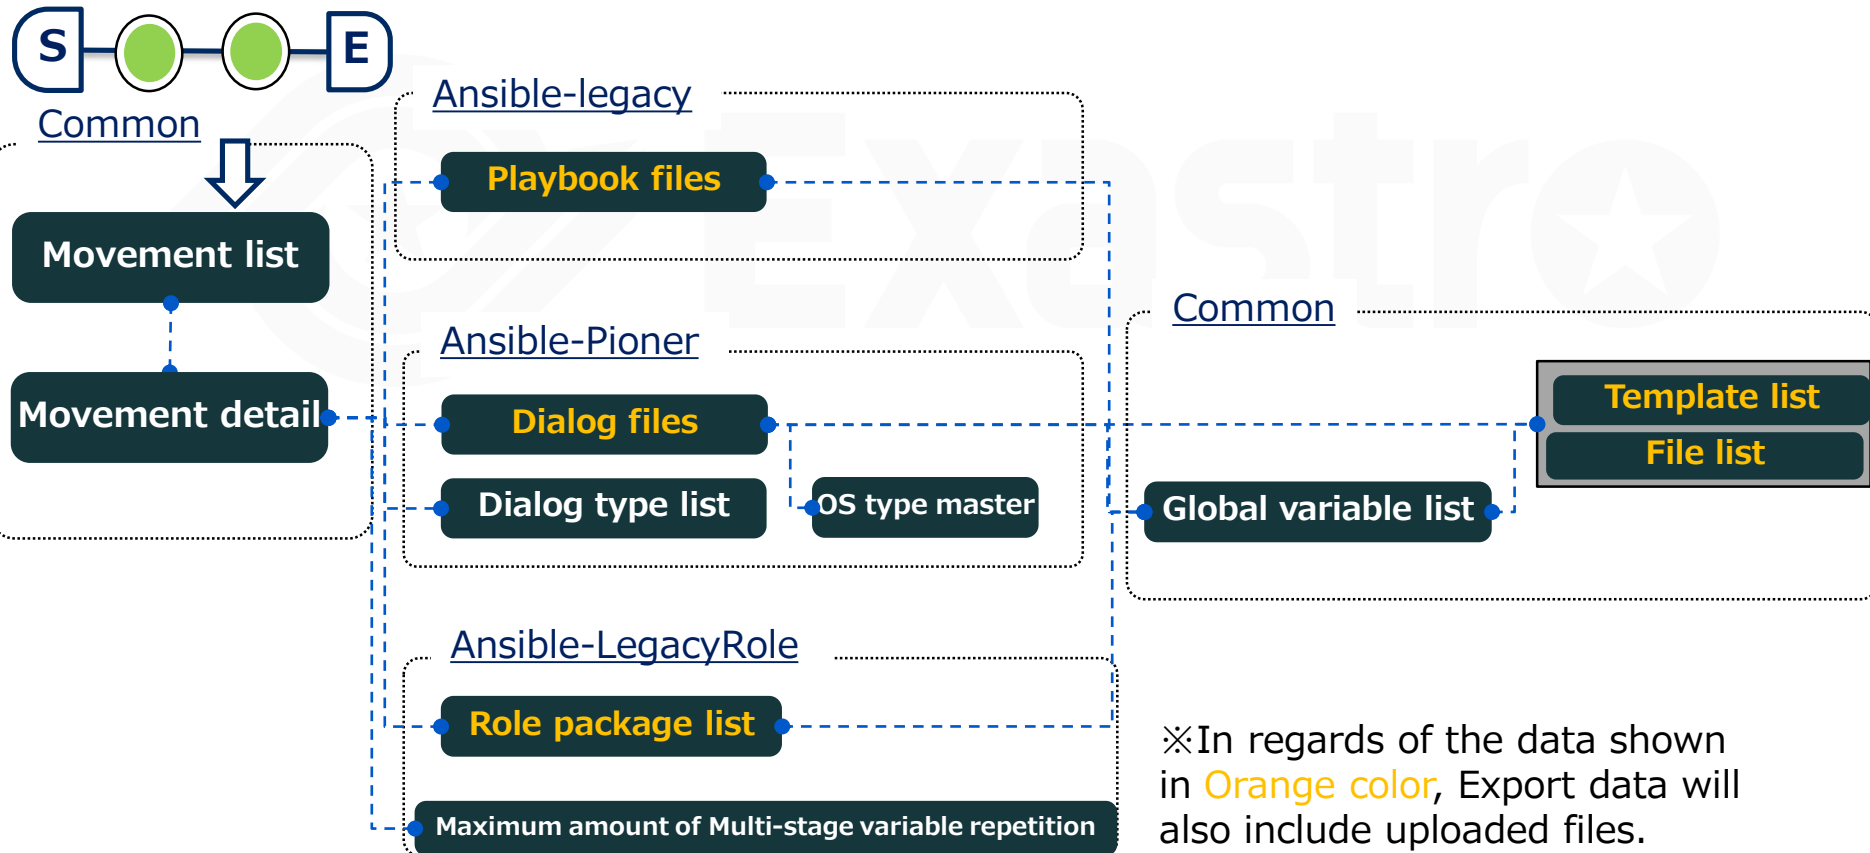 S
E
Common
Movement list
Movement detail
Ansible-legacy
Playbook files
Ansible-Pioner
Dialog files
Dialog type list
OS type master
Ansible-LegacyRole
Role package list
Maximum amount of Multi-stage variable repetition
Common
Template list
File list
Global variable list
Exastro
※In regards of the data shown
in Orange color, Export data will
also include uploaded files.